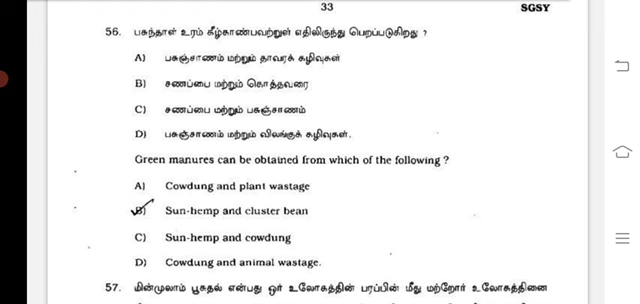 33 SGSY
56. பசுந்தாள் உரம் கீழ்காண்பவற்றுள் எதிலிருந்து பெறப்படுகிறது ?
A) பசுஞ்சாணம் மற்றும் தாவரக் கழிவுகள்
B) சணப்பை மற்றும் கொத்தவரை
C) சணப்பை மற்றும் பசுஞ்சாணம்
D) பசுஞ்சாணம் மற்றும் விலங்குக் கழிவுகள்.
Green manures can be obtained from which of the following ?
A) Cowdung and plant wastage
B) Sun-hemp and cluster bean
C) Sun-hemp and cowdung
D) Cowdung and animal wastage.
57. மின்முலாம் பூசுதல் என்பது ஓர் உலோகத்தின் பரப்பின் மீது மற்றோர் உலோகத்தினை